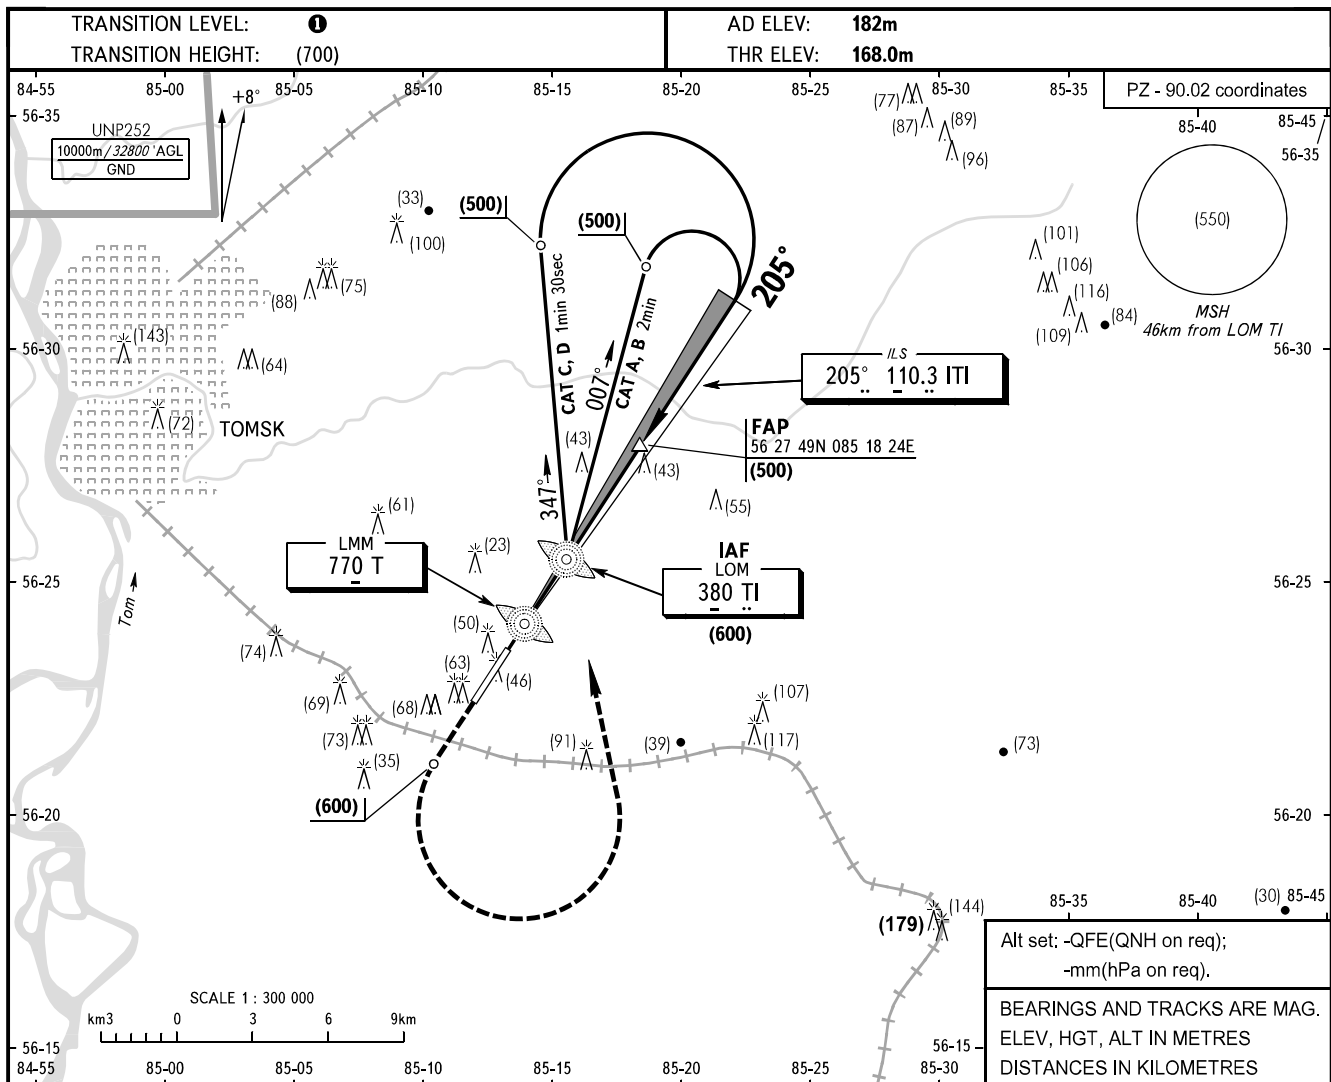 TRANSITION LEVEL: ❶
TRANSITION HEIGHT: (700)
AD ELEV: 182m
THR ELEV: 168.0m
84-55 85-00 85-05 85-10 85-15 85-20 85-25 85-30 85-35
PZ - 90.02 coordinates
85-40 85-45
56-35
56-35
+8°
UNP252
10000m/32800 'AGL
GND
(77)
(87)
(89)
(96)
(33)
(100)
(500)
(500)
205°
(550)
MSH
46km from LOM TI
(101)
(106)
(116)
(109)
(84)
(88)
(75)
(143)
(64)
(72)
TOMSK
56-30
56-30
CAT C, D 1min 30sec
007°
CAT A, B 2min
347°
ILS
205° 110.3 ITI
FAP
56 27 49N 085 18 24E
(500)
(43)
(43)
(55)
(61)
(23)
LMM
770 T
IAF
LOM
380 TI
(600)
56-25
56-25
Tom
(50)
(46)
(74)
(63)
(69)
(68)
(73)
(35)
(91)
(39)
(107)
(117)
(73)
(600)
56-20
56-20
85-35 85-40 85-45
(30)
(144)
(179)
Alt set: -QFE(QNH on req);
-mm(hPa on req).
BEARINGS AND TRACKS ARE MAG.
ELEV, HGT, ALT IN METRES
DISTANCES IN KILOMETRES
SCALE 1 : 300 000
km3 0 3 6 9km
56-15
56-15
84-55 85-00 85-05 85-10 85-15 85-20 85-25 85-30